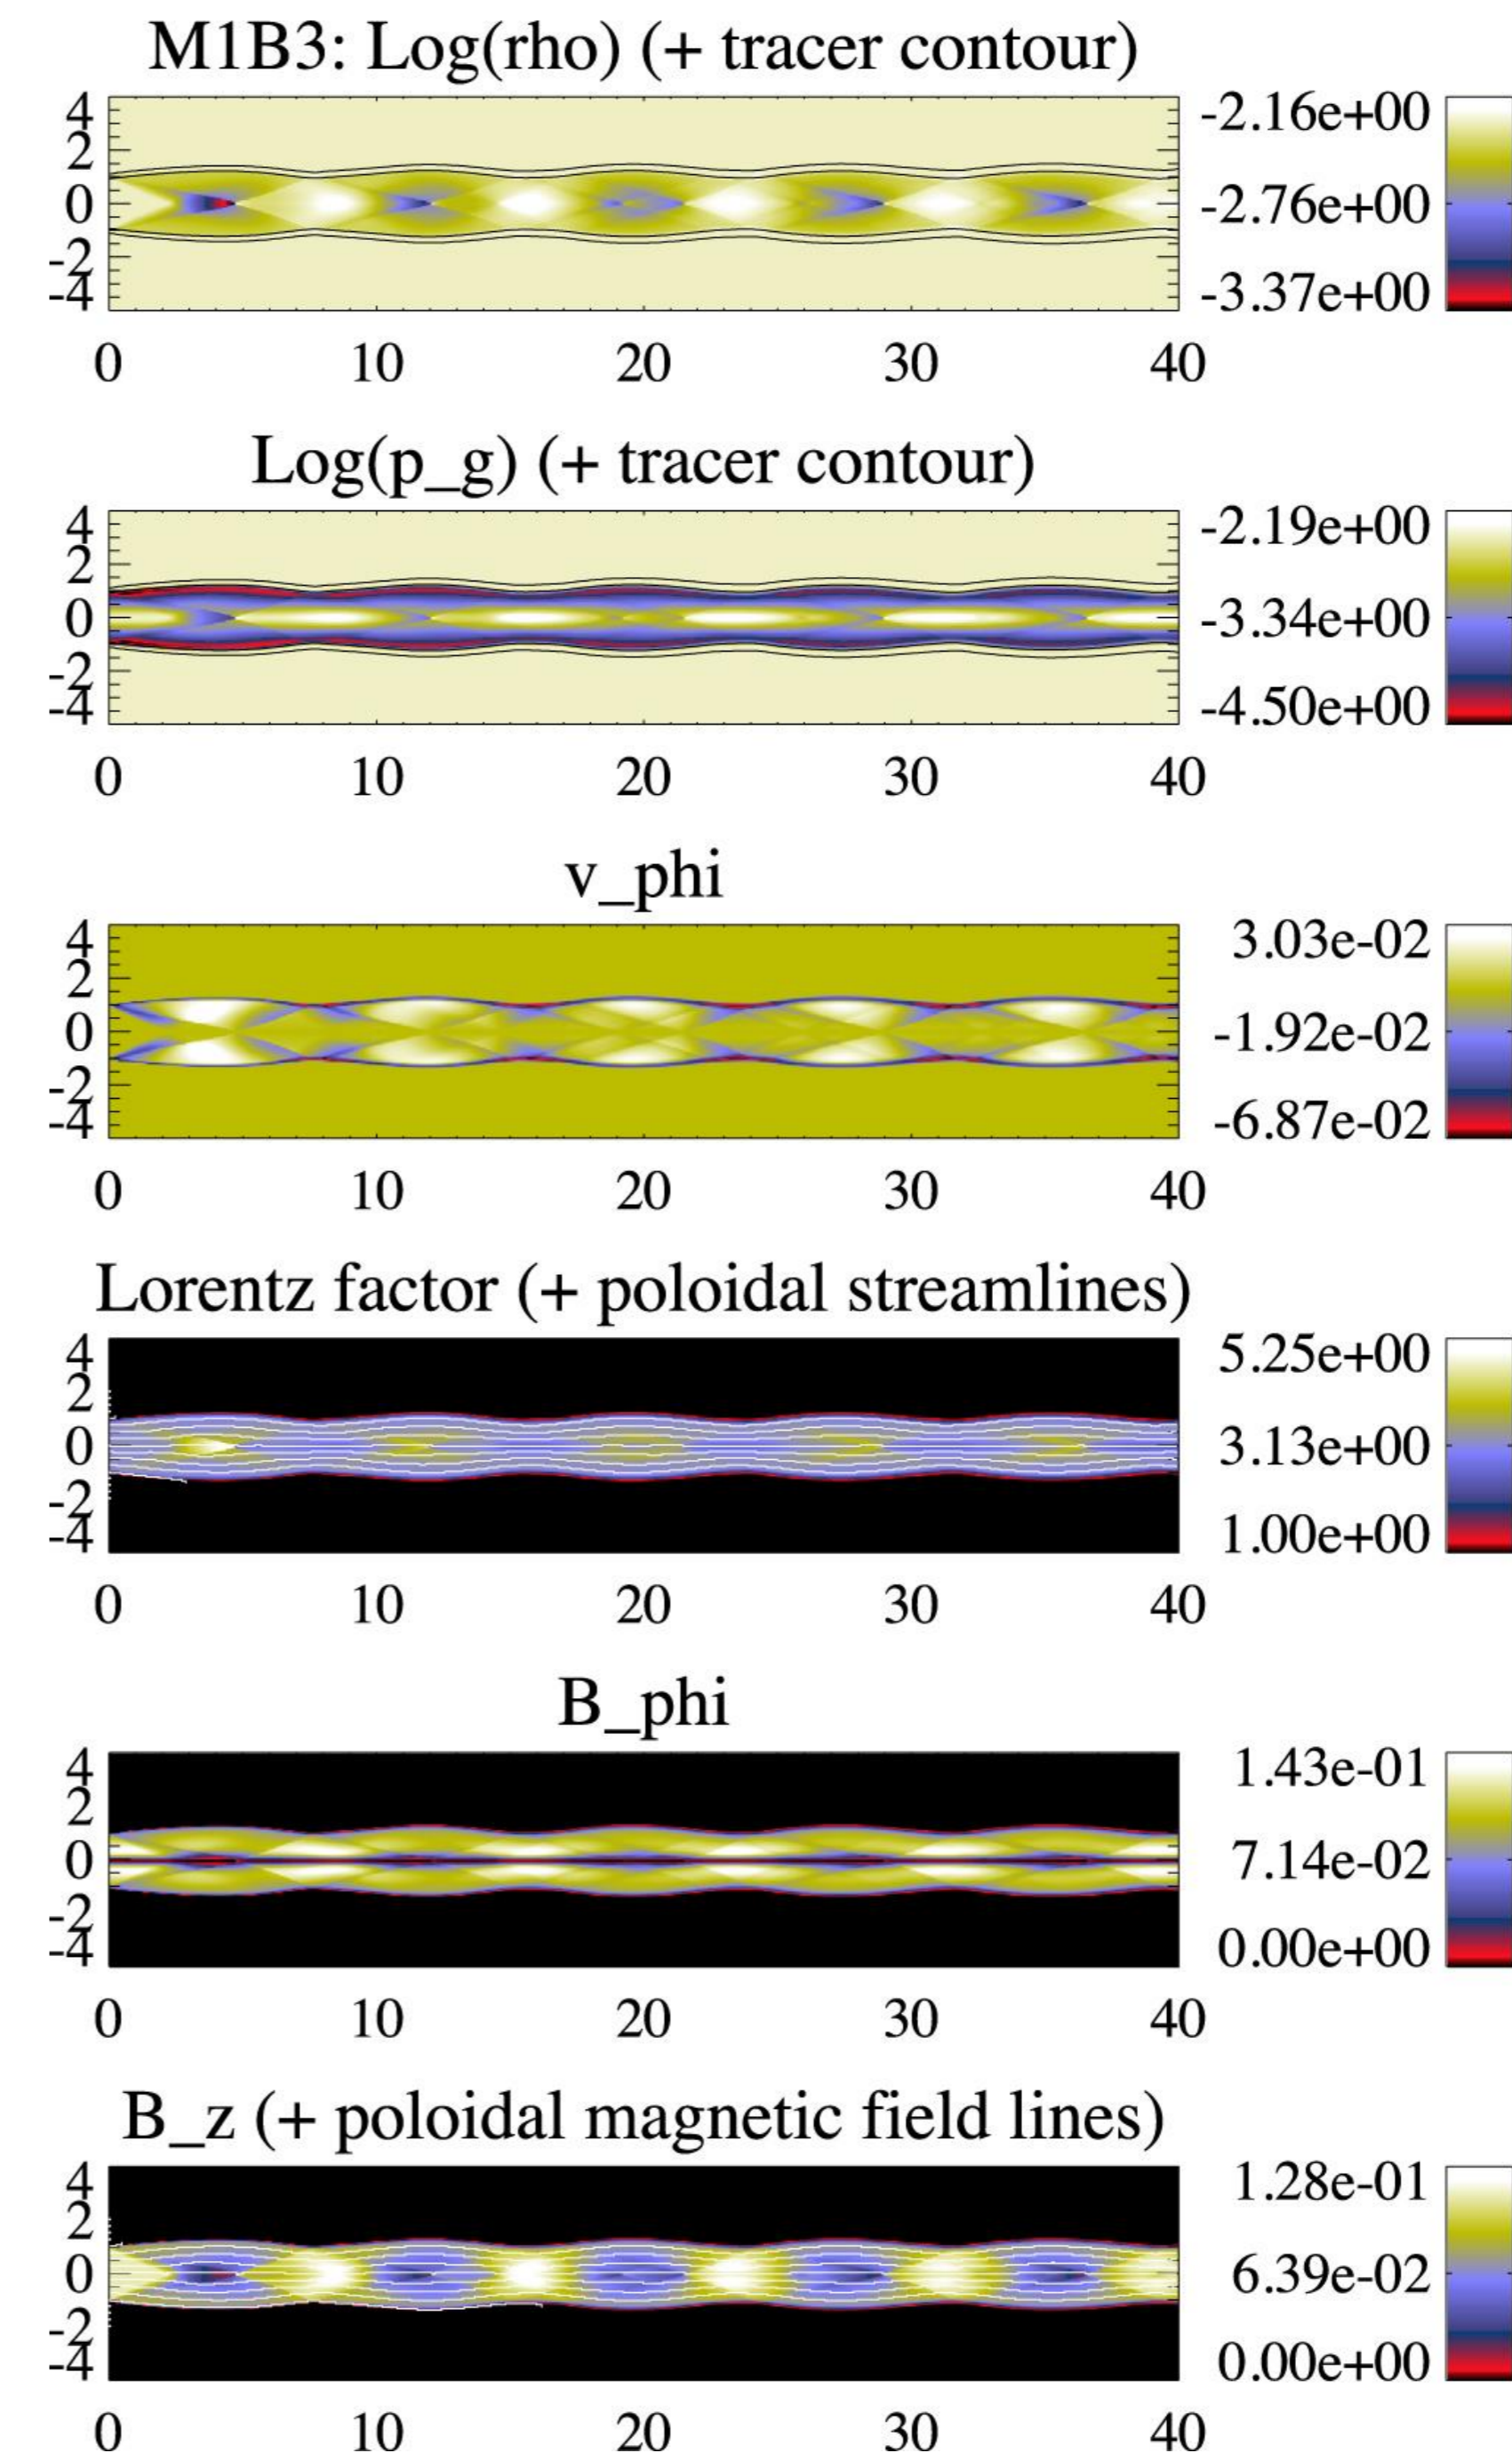 M1B3: Log(rho) (+ tracer contour)
4
2
0
-2
-4
-2.16e+00
-2.76e+00
-3.37e+00
0 10 20 30 40
Log(p_g) (+ tracer contour)
4
2
0
-2
-4
-2.19e+00
-3.34e+00
-4.50e+00
0 10 20 30 40
v_phi
4
2
0
-2
-4
3.03e-02
-1.92e-02
-6.87e-02
0 10 20 30 40
Lorentz factor (+ poloidal streamlines)
4
2
0
-2
-4
5.25e+00
3.13e+00
1.00e+00
0 10 20 30 40
B_phi
4
2
0
-2
-4
1.43e-01
7.14e-02
0.00e+00
0 10 20 30 40
B_z (+ poloidal magnetic field lines)
4
2
0
-2
-4
1.28e-01
6.39e-02
0.00e+00
0 10 20 30 40